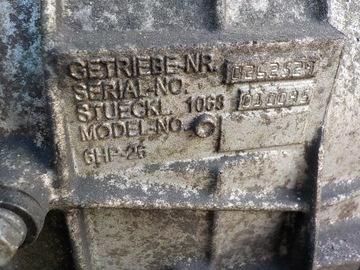 GETRIEBE-NR.
SERIAL-NO.
STUECKL. 1068
MODEL-NO.
6HP-26